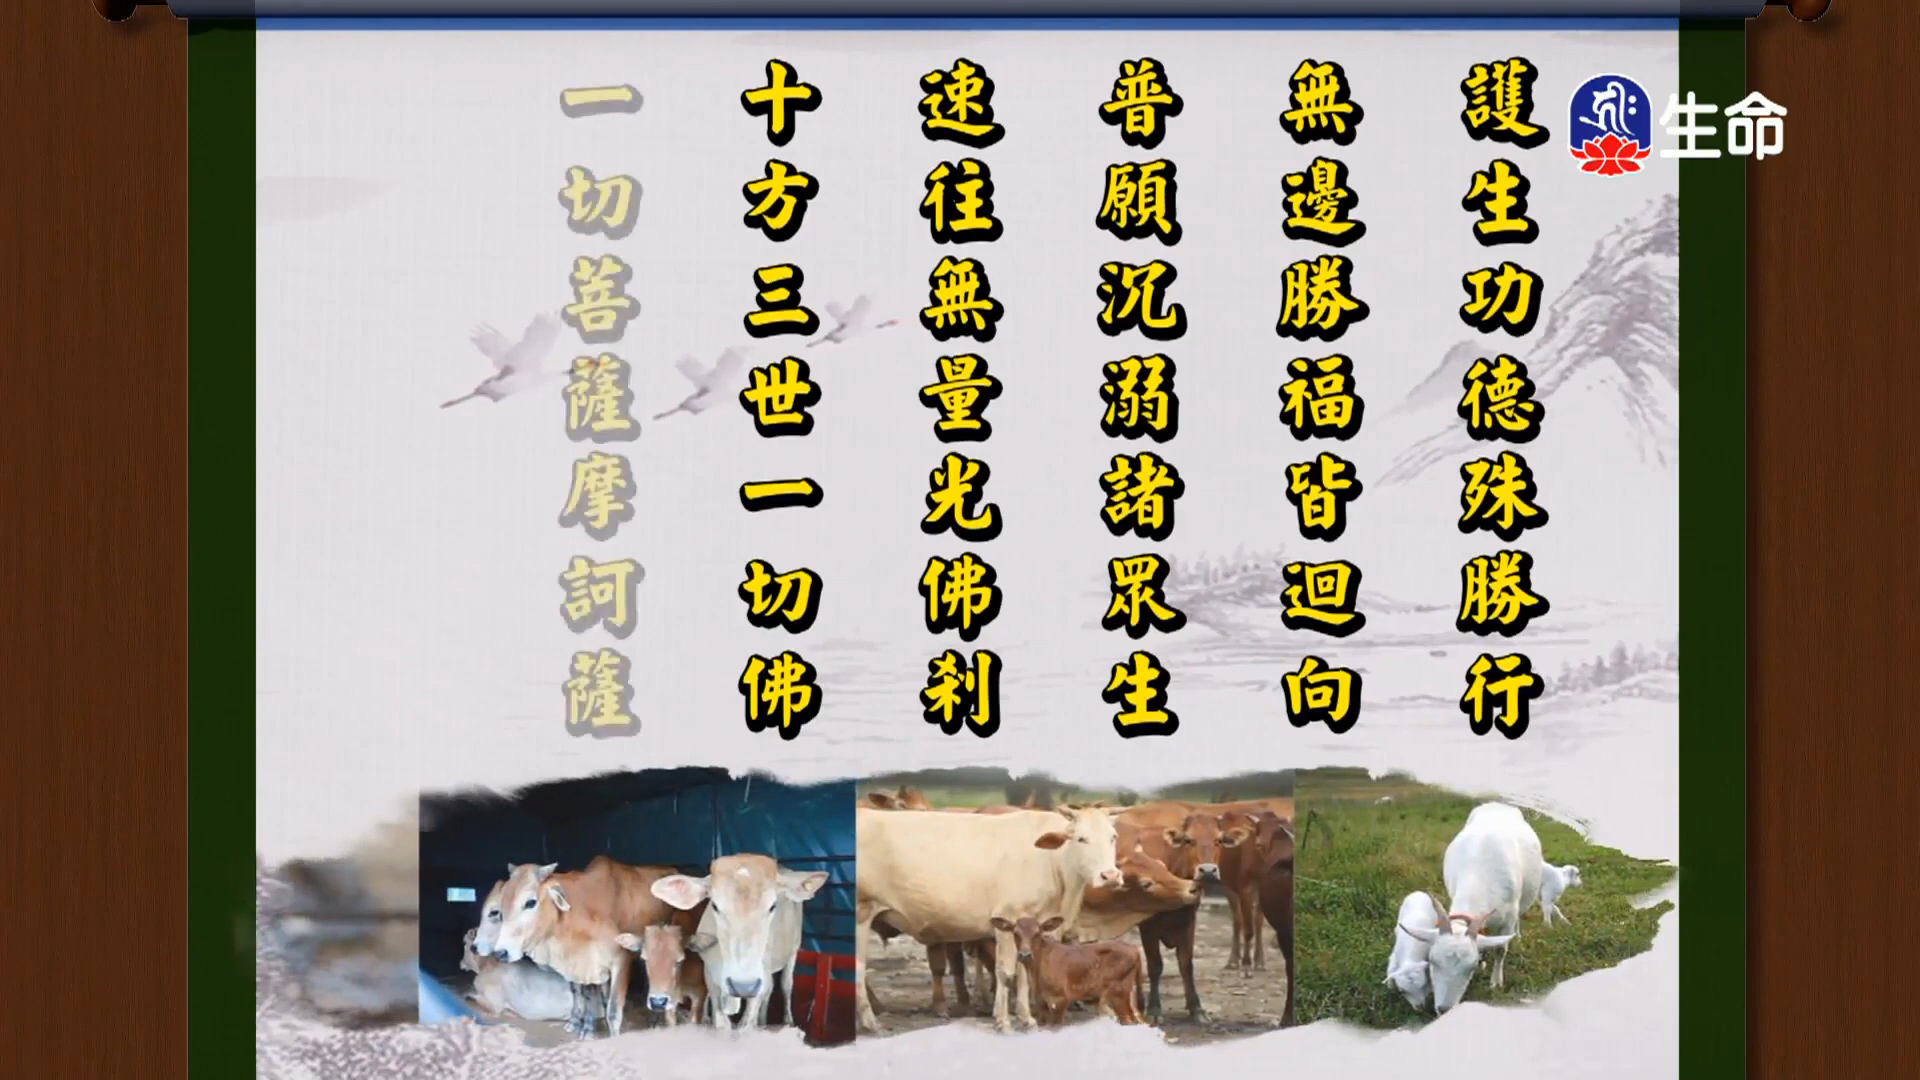 護生功德殊勝行
無邊勝福皆迴向
普願沉溺諸眾生
速往無量光佛剎
十方三世一切佛
一切菩薩摩訶薩
生命